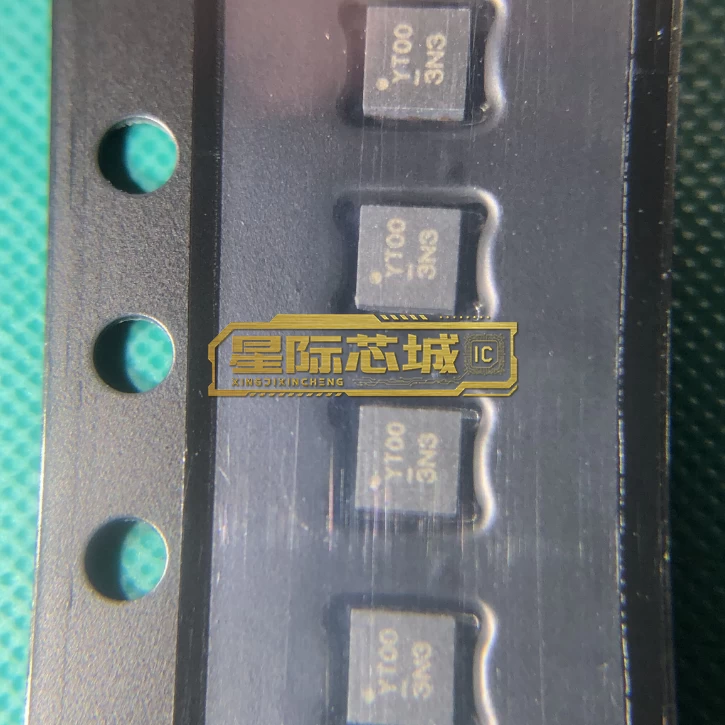 YT00
3N3
YT00
3N3
星际芯城
IC
XINGJIXINCHENG
YT00
3N3
YT00
3N3